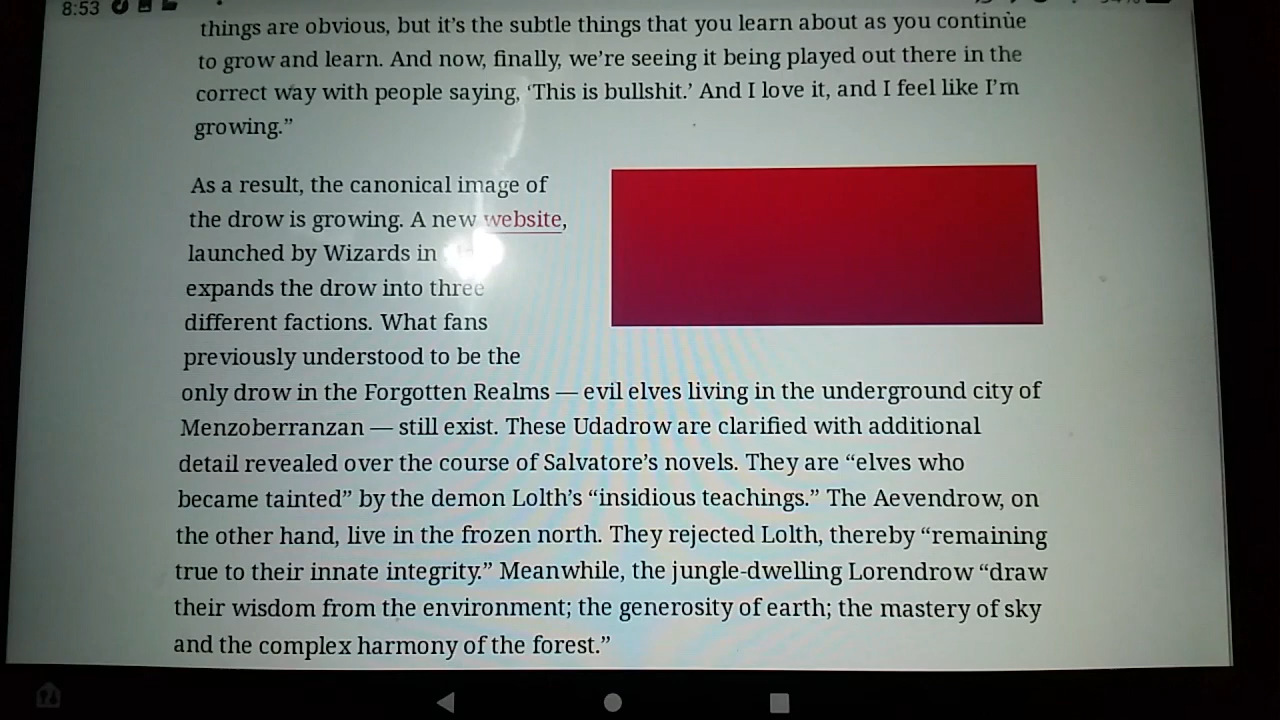 8:53
things are obvious, but it’s the subtle things that you learn about as you continue
to grow and learn. And now, finally, we’re seeing it being played out there in the
correct way with people saying, ‘This is bullshit.’ And I love it, and I feel like I’m
growing.”
As a result, the canonical image of
the drow is growing. A new website,
launched by Wizards in
expands the drow into three
different factions. What fans
previously understood to be the
only drow in the Forgotten Realms — evil elves living in the underground city of
Menzoberranzan — still exist. These Udadrow are clarified with additional
detail revealed over the course of Salvatore’s novels. They are “elves who
became tainted” by the demon Lolth’s “insidious teachings.” The Aevendrow, on
the other hand, live in the frozen north. They rejected Lolth, thereby “remaining
true to their innate integrity.” Meanwhile, the jungle-dwelling Lorendrow “draw
their wisdom from the environment; the generosity of earth; the mastery of sky
and the complex harmony of the forest.”